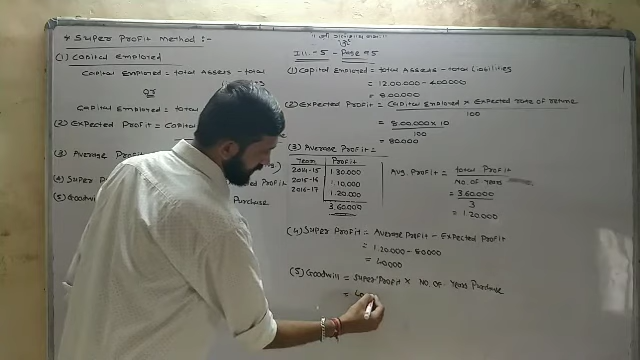 * Super Profit Method :-
(1) Capital Employed
Capital Employed = Total Assets - Total
OR
Capital Employed = Total
(2) Expected Profit = Capital
(3) Average Profit
(4) Super Profit
(5) Goodwill
Purchase
Ill:-5 - Page 75
(1) Capital Employed = Total Assets - Total Liabilities
= 12,00,000 - 4,00,000
= 8,00,000
(2) Expected Profit = Capital Employed × Expected rate of return
100
= 8,00,000 × 10
100
= 80,000
(3) Average Profit =
Year Profit
2014-15 1,30,000
2015-16 1,10,000
2016-17 1,20,000
3,60,000
Avg. Profit = Total Profit
No. of Years
= 3,60,000
3
= 1,20,000
(4) Super Profit = Average Profit - Expected Profit
= 1,20,000 - 80,000
= 40,000
(5) Goodwill = Super Profit × No. of Years Purchase
= 40